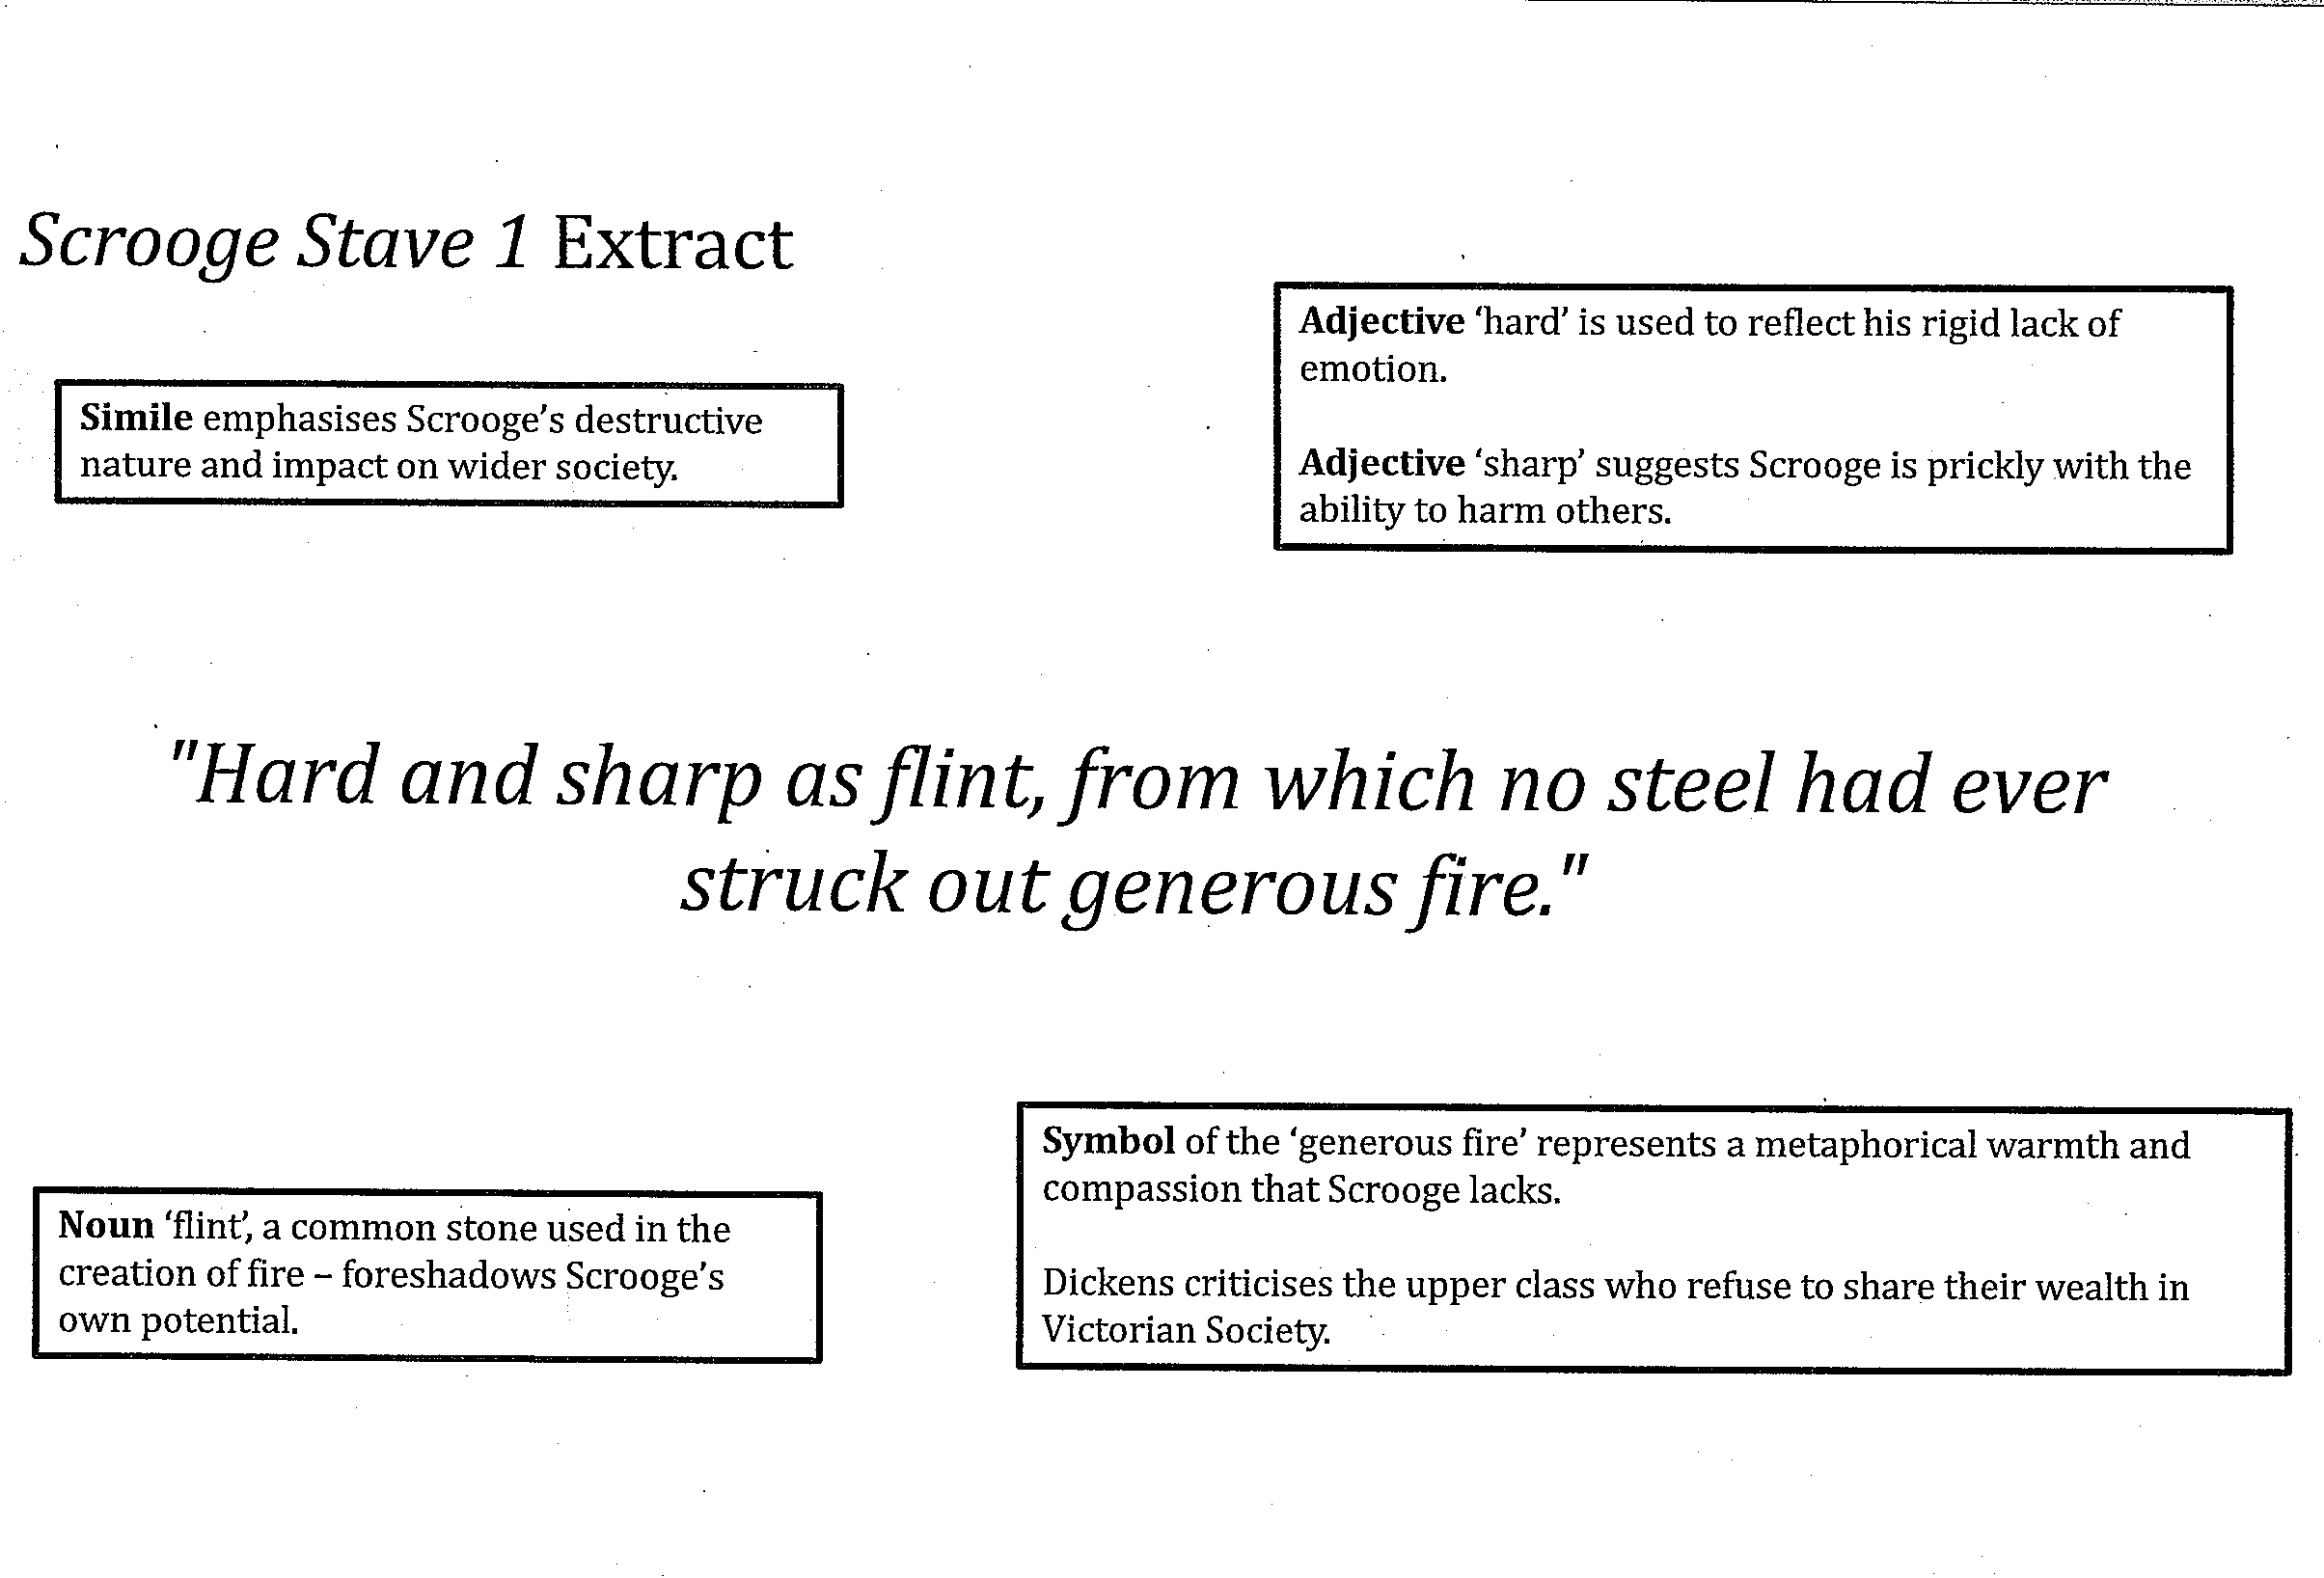 Scrooge Stave 1 Extract
Simile emphasises Scrooge's destructive
nature and impact on wider society.
Adjective 'hard' is used to reflect his rigid lack of
emotion.
Adjective 'sharp' suggests Scrooge is prickly with the
ability to harm others.
"Hard and sharp as flint, from which no steel had ever
struck out generous fire."
Noun 'flint', a common stone used in the
creation of fire – foreshadows Scrooge's
own potential.
Symbol of the 'generous fire' represents a metaphorical warmth and
compassion that Scrooge lacks.
Dickens criticises the upper class who refuse to share their wealth in
Victorian Society.